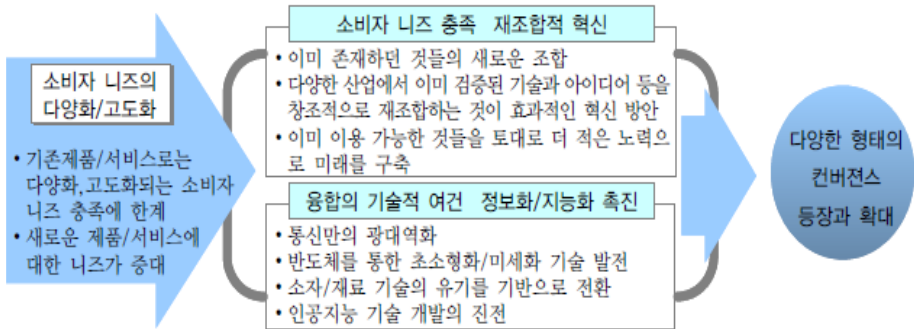 소비자 니즈의
다양화/고도화
• 기존제품/서비스로는
다양화,고도화되는 소비자
니즈 충족에 한계
• 새로운 제품/서비스에
대한 니즈가 증대
소비자 니즈 충족 재조합적 혁신
• 이미 존재하던 것들의 새로운 조합
• 다양한 산업에서 이미 검증된 기술과 아이디어 등을
창조적으로 재조합하는 것이 효과적인 혁신 방안
• 이미 이용 가능한 것들을 토대로 더 적은 노력으
로 미래를 구축
융합의 기술적 여건 정보화/지능화 촉진
• 통신만의 광대역화
• 반도체를 통한 초소형화/미세화 기술 발전
• 소자/재료 기술의 유기를 기반으로 전환
• 인공지능 기술 개발의 진전
다양한 형태의
컨버젼스
등장과 확대